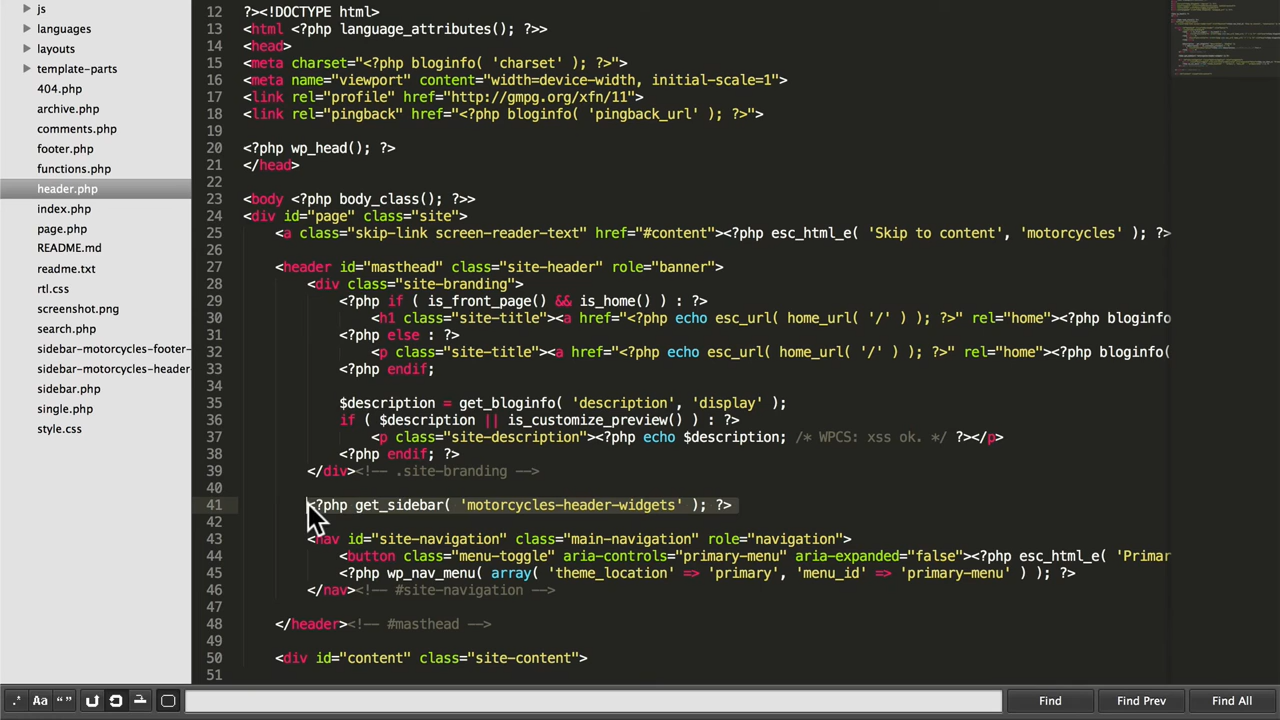 js
languages
layouts
template-parts
404.php
archive.php
comments.php
footer.php
functions.php
header.php
index.php
page.php
README.md
readme.txt
rtl.css
screenshot.png
search.php
sidebar-motorcycles-footer-
sidebar-motorcycles-header-
sidebar.php
single.php
style.css
12 ?><!DOCTYPE html>
13 <html <?php language_attributes(); ?>>
14 <head>
15 <meta charset="<?php bloginfo( 'charset' ); ?>">
16 <meta name="viewport" content="width=device-width, initial-scale=1">
17 <link rel="profile" href="http://gmpg.org/xfn/11">
18 <link rel="pingback" href="<?php bloginfo( 'pingback_url' ); ?>">
19
20 <?php wp_head(); ?>
21 </head>
22
23 <body <?php body_class(); ?>>
24 <div id="page" class="site">
25 <a class="skip-link screen-reader-text" href="#content"><?php esc_html_e( 'Skip to content', 'motorcycles' ); ?>
26
27 <header id="masthead" class="site-header" role="banner">
28 <div class="site-branding">
29 <?php if ( is_front_page() && is_home() ) : ?>
30 <h1 class="site-title"><a href="<?php echo esc_url( home_url( '/' ) ); ?>" rel="home"><?php bloginfo
31 <?php else : ?>
32 <p class="site-title"><a href="<?php echo esc_url( home_url( '/' ) ); ?>" rel="home"><?php bloginfo(
33 <?php endif;
34
35 $description = get_bloginfo( 'description', 'display' );
36 if ( $description || is_customize_preview() ) : ?>
37 <p class="site-description"><?php echo $description; /* WPCS: xss ok. */ ?></p>
38 <?php endif; ?>
39 </div><!-- .site-branding -->
40
41 <?php get_sidebar( 'motorcycles-header-widgets' ); ?>
42
43 <nav id="site-navigation" class="main-navigation" role="navigation">
44 <button class="menu-toggle" aria-controls="primary-menu" aria-expanded="false"><?php esc_html_e( 'Primar
45 <?php wp_nav_menu( array( 'theme_location' => 'primary', 'menu_id' => 'primary-menu' ) ); ?>
46 </nav><!-- #site-navigation -->
47
48 </header><!-- #masthead -->
49
50 <div id="content" class="site-content">
51
.* Aa “” Find Find Prev Find All